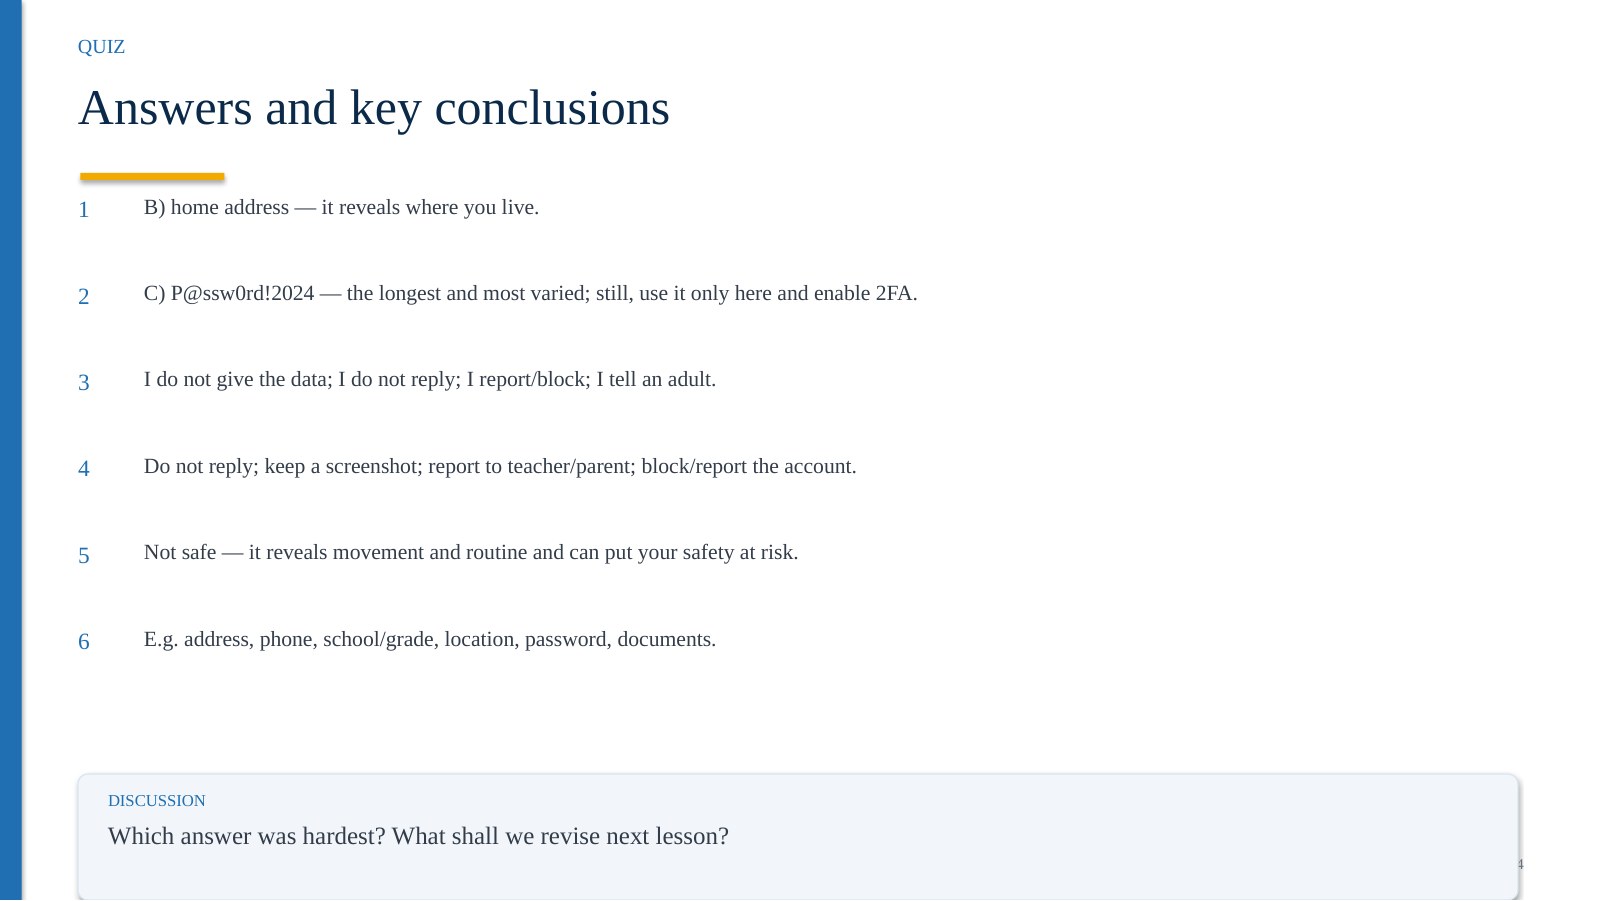 QUIZ
Answers and key conclusions
1 B) home address — it reveals where you live.
2 C) P@ssw0rd!2024 — the longest and most varied; still, use it only here and enable 2FA.
3 I do not give the data; I do not reply; I report/block; I tell an adult.
4 Do not reply; keep a screenshot; report to teacher/parent; block/report the account.
5 Not safe — it reveals movement and routine and can put your safety at risk.
6 E.g. address, phone, school/grade, location, password, documents.
DISCUSSION
Which answer was hardest? What shall we revise next lesson?